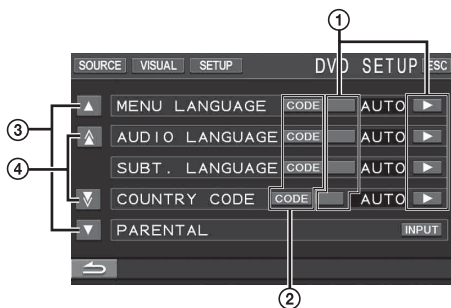 ①
SOURCE VISUAL SETUP DVD SETUP ESC
MENU LANGUAGE CODE AUTO
AUDIO LANGUAGE CODE AUTO
③
④
SUBT. LANGUAGE CODE AUTO
COUNTRY CODE CODE AUTO
PARENTAL INPUT
②